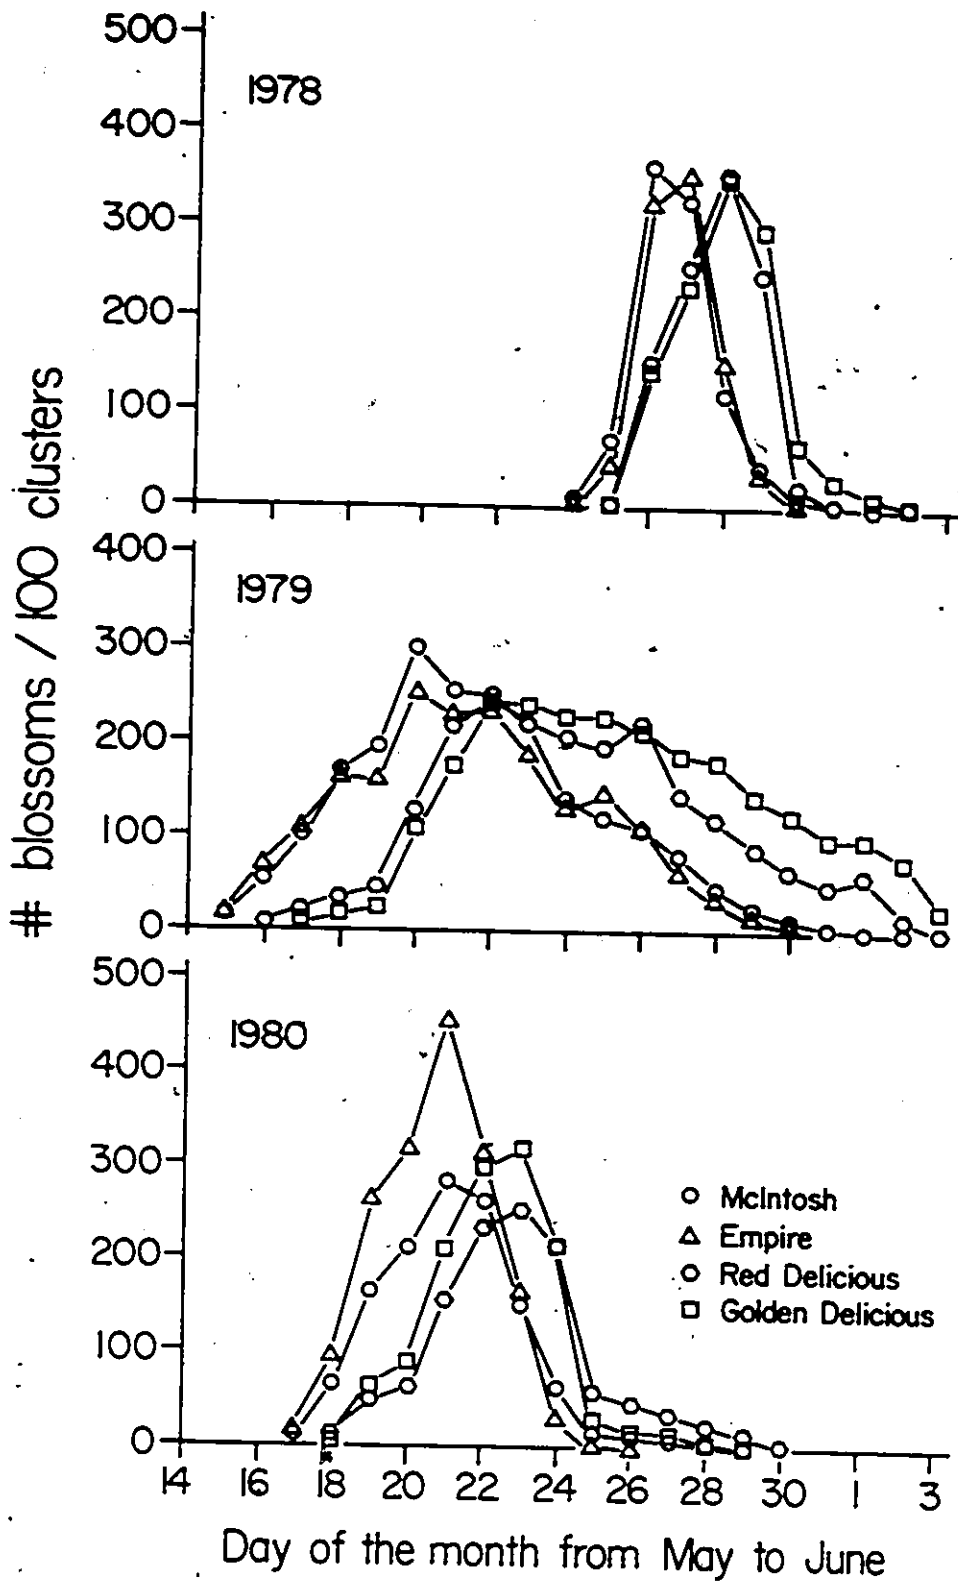 500
1978
400
300
200
100
0
400
1979
300
200
100
0
500
1980
400
300
200
100
0
McIntosh
Empire
Red Delicious
Golden Delicious
14 16 18 20 22 24 26 28 30 1 3
# blossoms / 100 clusters
Day of the month from May to June